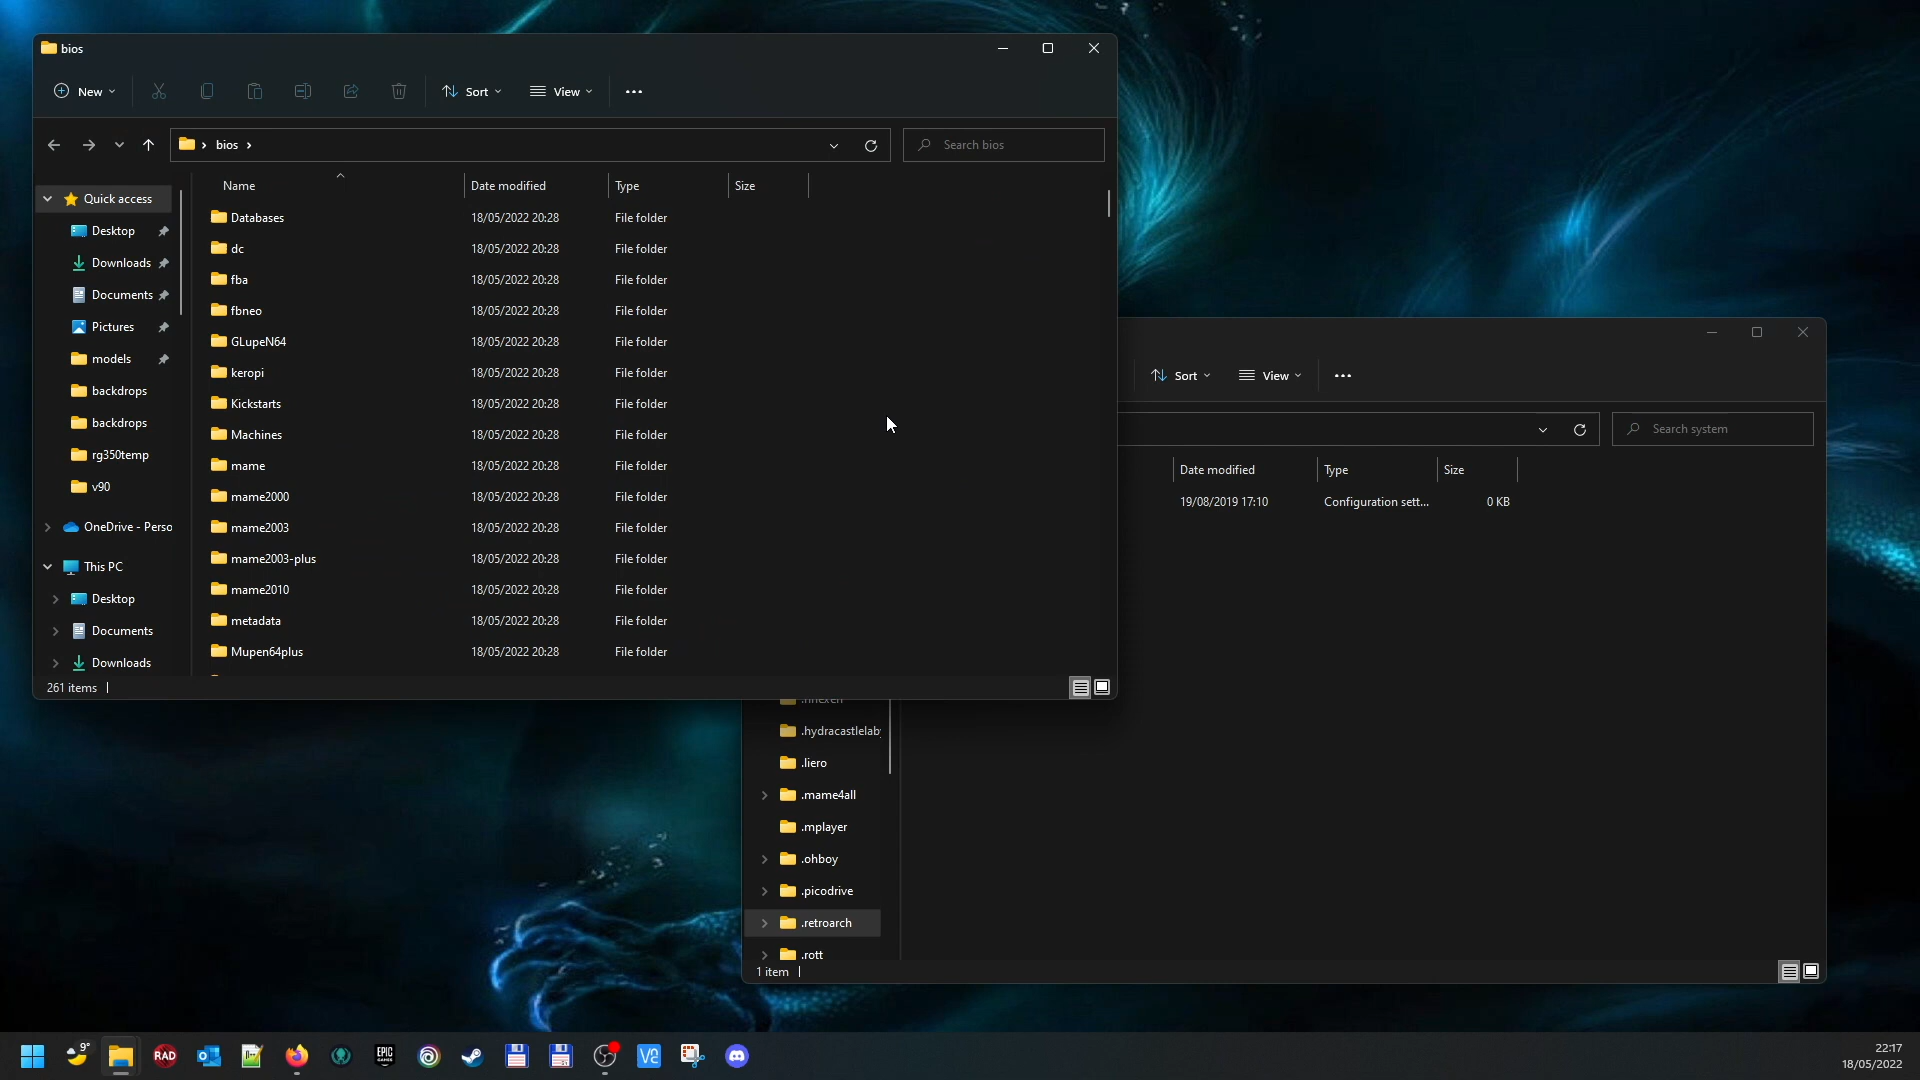 bios
New
Sort
View
bios
Search bios
Name
Date modified
Type
Size
Quick access
Desktop
Downloads
Documents
Pictures
models
backdrops
backdrops
rg350temp
v90
OneDrive - Perso
This PC
Desktop
Documents
Downloads
Databases 18/05/2022 20:28 File folder
dc 18/05/2022 20:28 File folder
fba 18/05/2022 20:28 File folder
fbneo 18/05/2022 20:28 File folder
GLupeN64 18/05/2022 20:28 File folder
keropi 18/05/2022 20:28 File folder
Kickstarts 18/05/2022 20:28 File folder
Machines 18/05/2022 20:28 File folder
mame 18/05/2022 20:28 File folder
mame2000 18/05/2022 20:28 File folder
mame2003 18/05/2022 20:28 File folder
mame2003-plus 18/05/2022 20:28 File folder
mame2010 18/05/2022 20:28 File folder
metadata 18/05/2022 20:28 File folder
Mupen64plus 18/05/2022 20:28 File folder
261 items
Sort
View
Search system
Date modified
Type
Size
19/08/2019 17:10 Configuration sett... 0 KB
.hydracastlelab
.liero
.mame4all
.mplayer
.ohboy
.picodrive
.retroarch
.rott
1 item
9°
RAD
EPIC
GAMES
22:17
18/05/2022